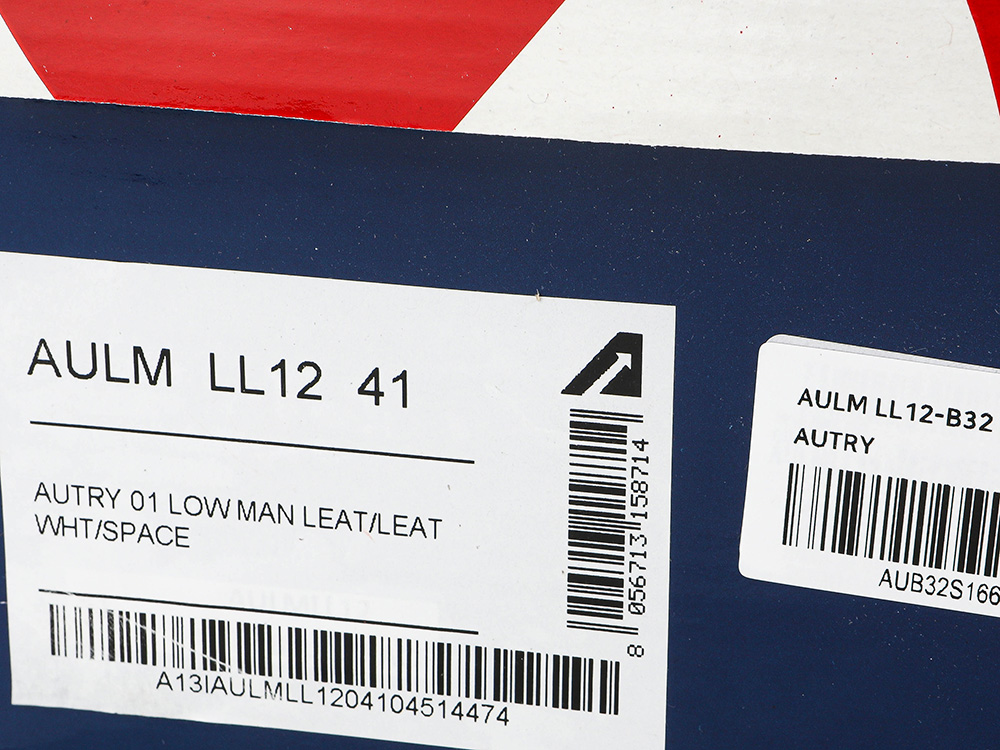 AULM LL12 41
AUTRY 01 LOW MAN LEAT/LEAT
WHT/SPACE
A13IAULMLL1204104514474
8 056713 158714
AULM LL12-B32
AUTRY
AUB32S166